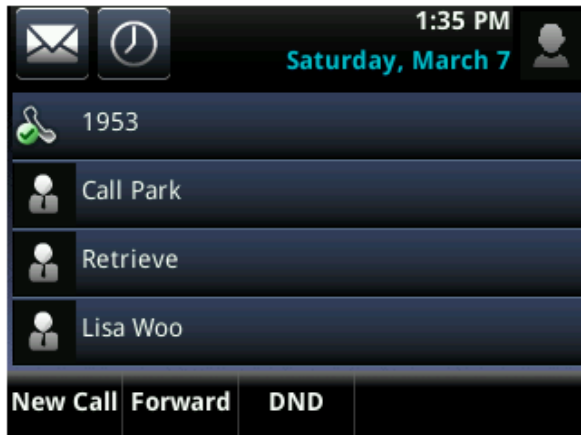 1:35 PM
Saturday, March 7
1953
Call Park
Retrieve
Lisa Woo
New Call Forward DND